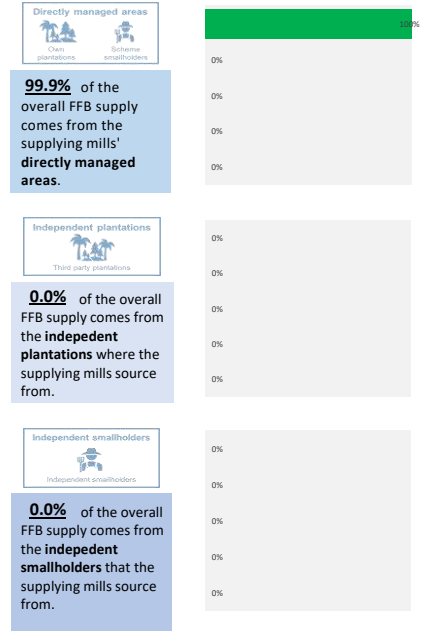 Directly managed areas
Own plantations
Scheme smallholders
99.9% of the
overall FFB supply
comes from the
supplying mills'
directly managed
areas.
100%
0%
0%
0%
0%
Independent plantations
Third party plantations
0.0% of the overall
FFB supply comes from
the indepedent
plantations where the
supplying mills source
from.
0%
0%
0%
0%
0%
Independent smallholders
Independent smallholders
0.0% of the overall
FFB supply comes from
the indepedent
smallholders that the
supplying mills source
from.
0%
0%
0%
0%
0%